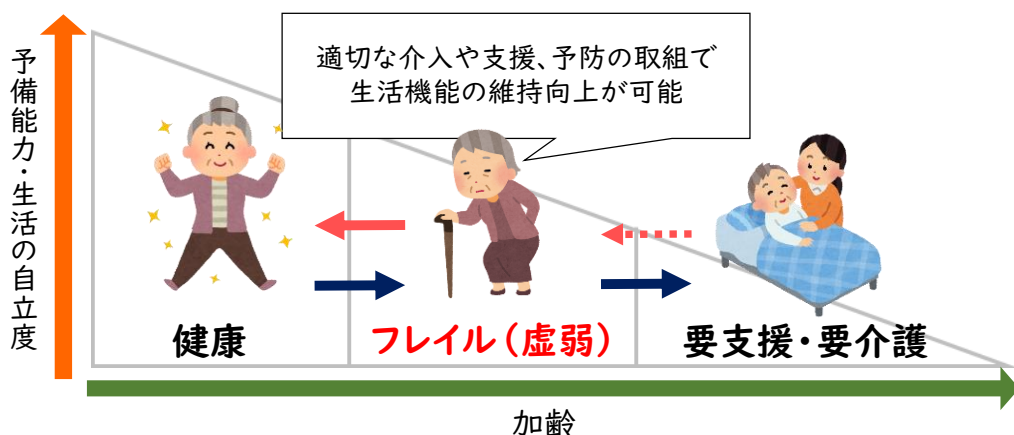 予備能力・生活の自立度
適切な介入や支援、予防の取組で
生活機能の維持向上が可能
健康
フレイル(虚弱)
要支援・要介護
加齢